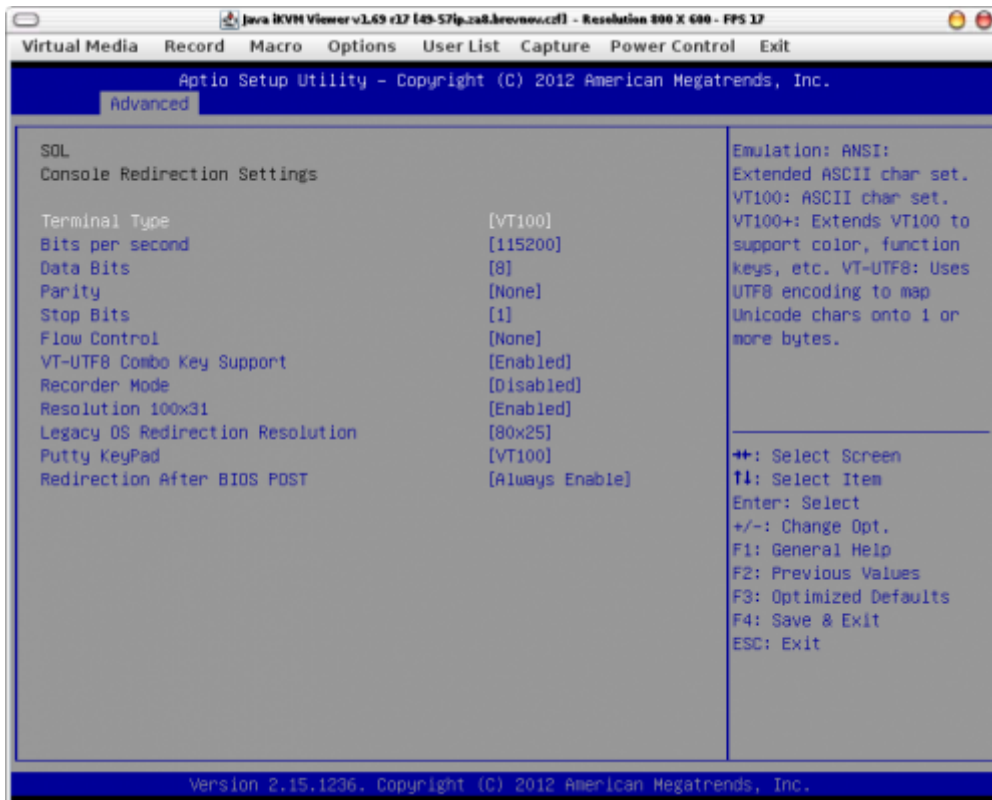 Java iKVM Viewer v1.69 r17 [49-57ip.za8.brevnov.czf] - Resolution 800 X 600 - FPS 17
Virtual Media Record Macro Options User List Capture Power Control Exit
Aptio Setup Utility – Copyright (C) 2012 American Megatrends, Inc.
Advanced
SOL
Console Redirection Settings
Terminal Type [VT100]
Bits per second [115200]
Data Bits [8]
Parity [None]
Stop Bits [1]
Flow Control [None]
VT-UTF8 Combo Key Support [Enabled]
Recorder Mode [Disabled]
Resolution 100x31 [Enabled]
Legacy OS Redirection Resolution [80x25]
Putty KeyPad [VT100]
Redirection After BIOS POST [Always Enable]
Emulation: ANSI:
Extended ASCII char set.
VT100: ASCII char set.
VT100+: Extends VT100 to
support color, function
keys, etc. VT-UTF8: Uses
UTF8 encoding to map
Unicode chars onto 1 or
more bytes.
→←: Select Screen
↑↓: Select Item
Enter: Select
+/-: Change Opt.
F1: General Help
F2: Previous Values
F3: Optimized Defaults
F4: Save & Exit
ESC: Exit
Version 2.15.1236. Copyright (C) 2012 American Megatrends, Inc.